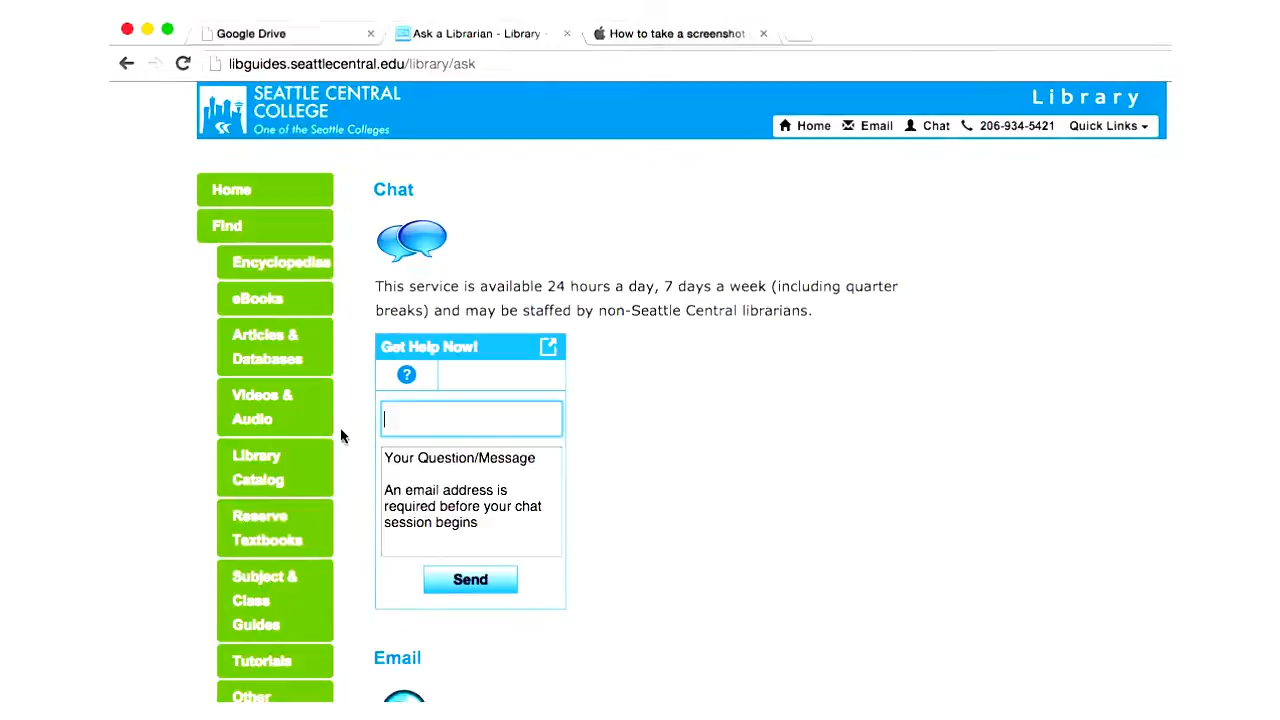 Google Drive
Ask a Librarian - Library
How to take a screenshot
libguides.seattlecentral.edu/library/ask
SEATTLE CENTRAL
COLLEGE
One of the Seattle Colleges
Library
Home Email Chat 206-934-5421 Quick Links
Home
Find
Encyclopedias
eBooks
Articles &
Databases
Videos &
Audio
Library
Catalog
Reserve
Textbooks
Subject &
Class
Guides
Tutorials
Other
Chat
This service is available 24 hours a day, 7 days a week (including quarter
breaks) and may be staffed by non-Seattle Central librarians.
Get Help Now!
?
Your Question/Message
An email address is
required before your chat
session begins
Send
Email